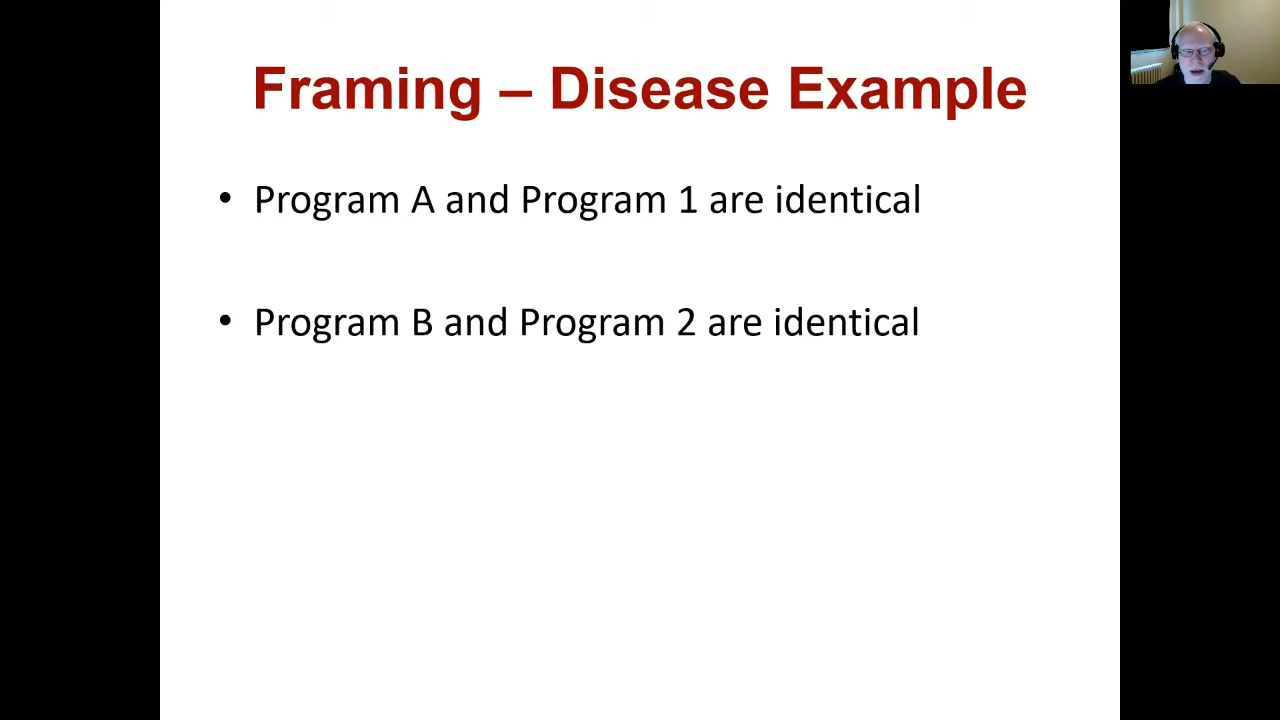 Framing – Disease Example
• Program A and Program 1 are identical
• Program B and Program 2 are identical